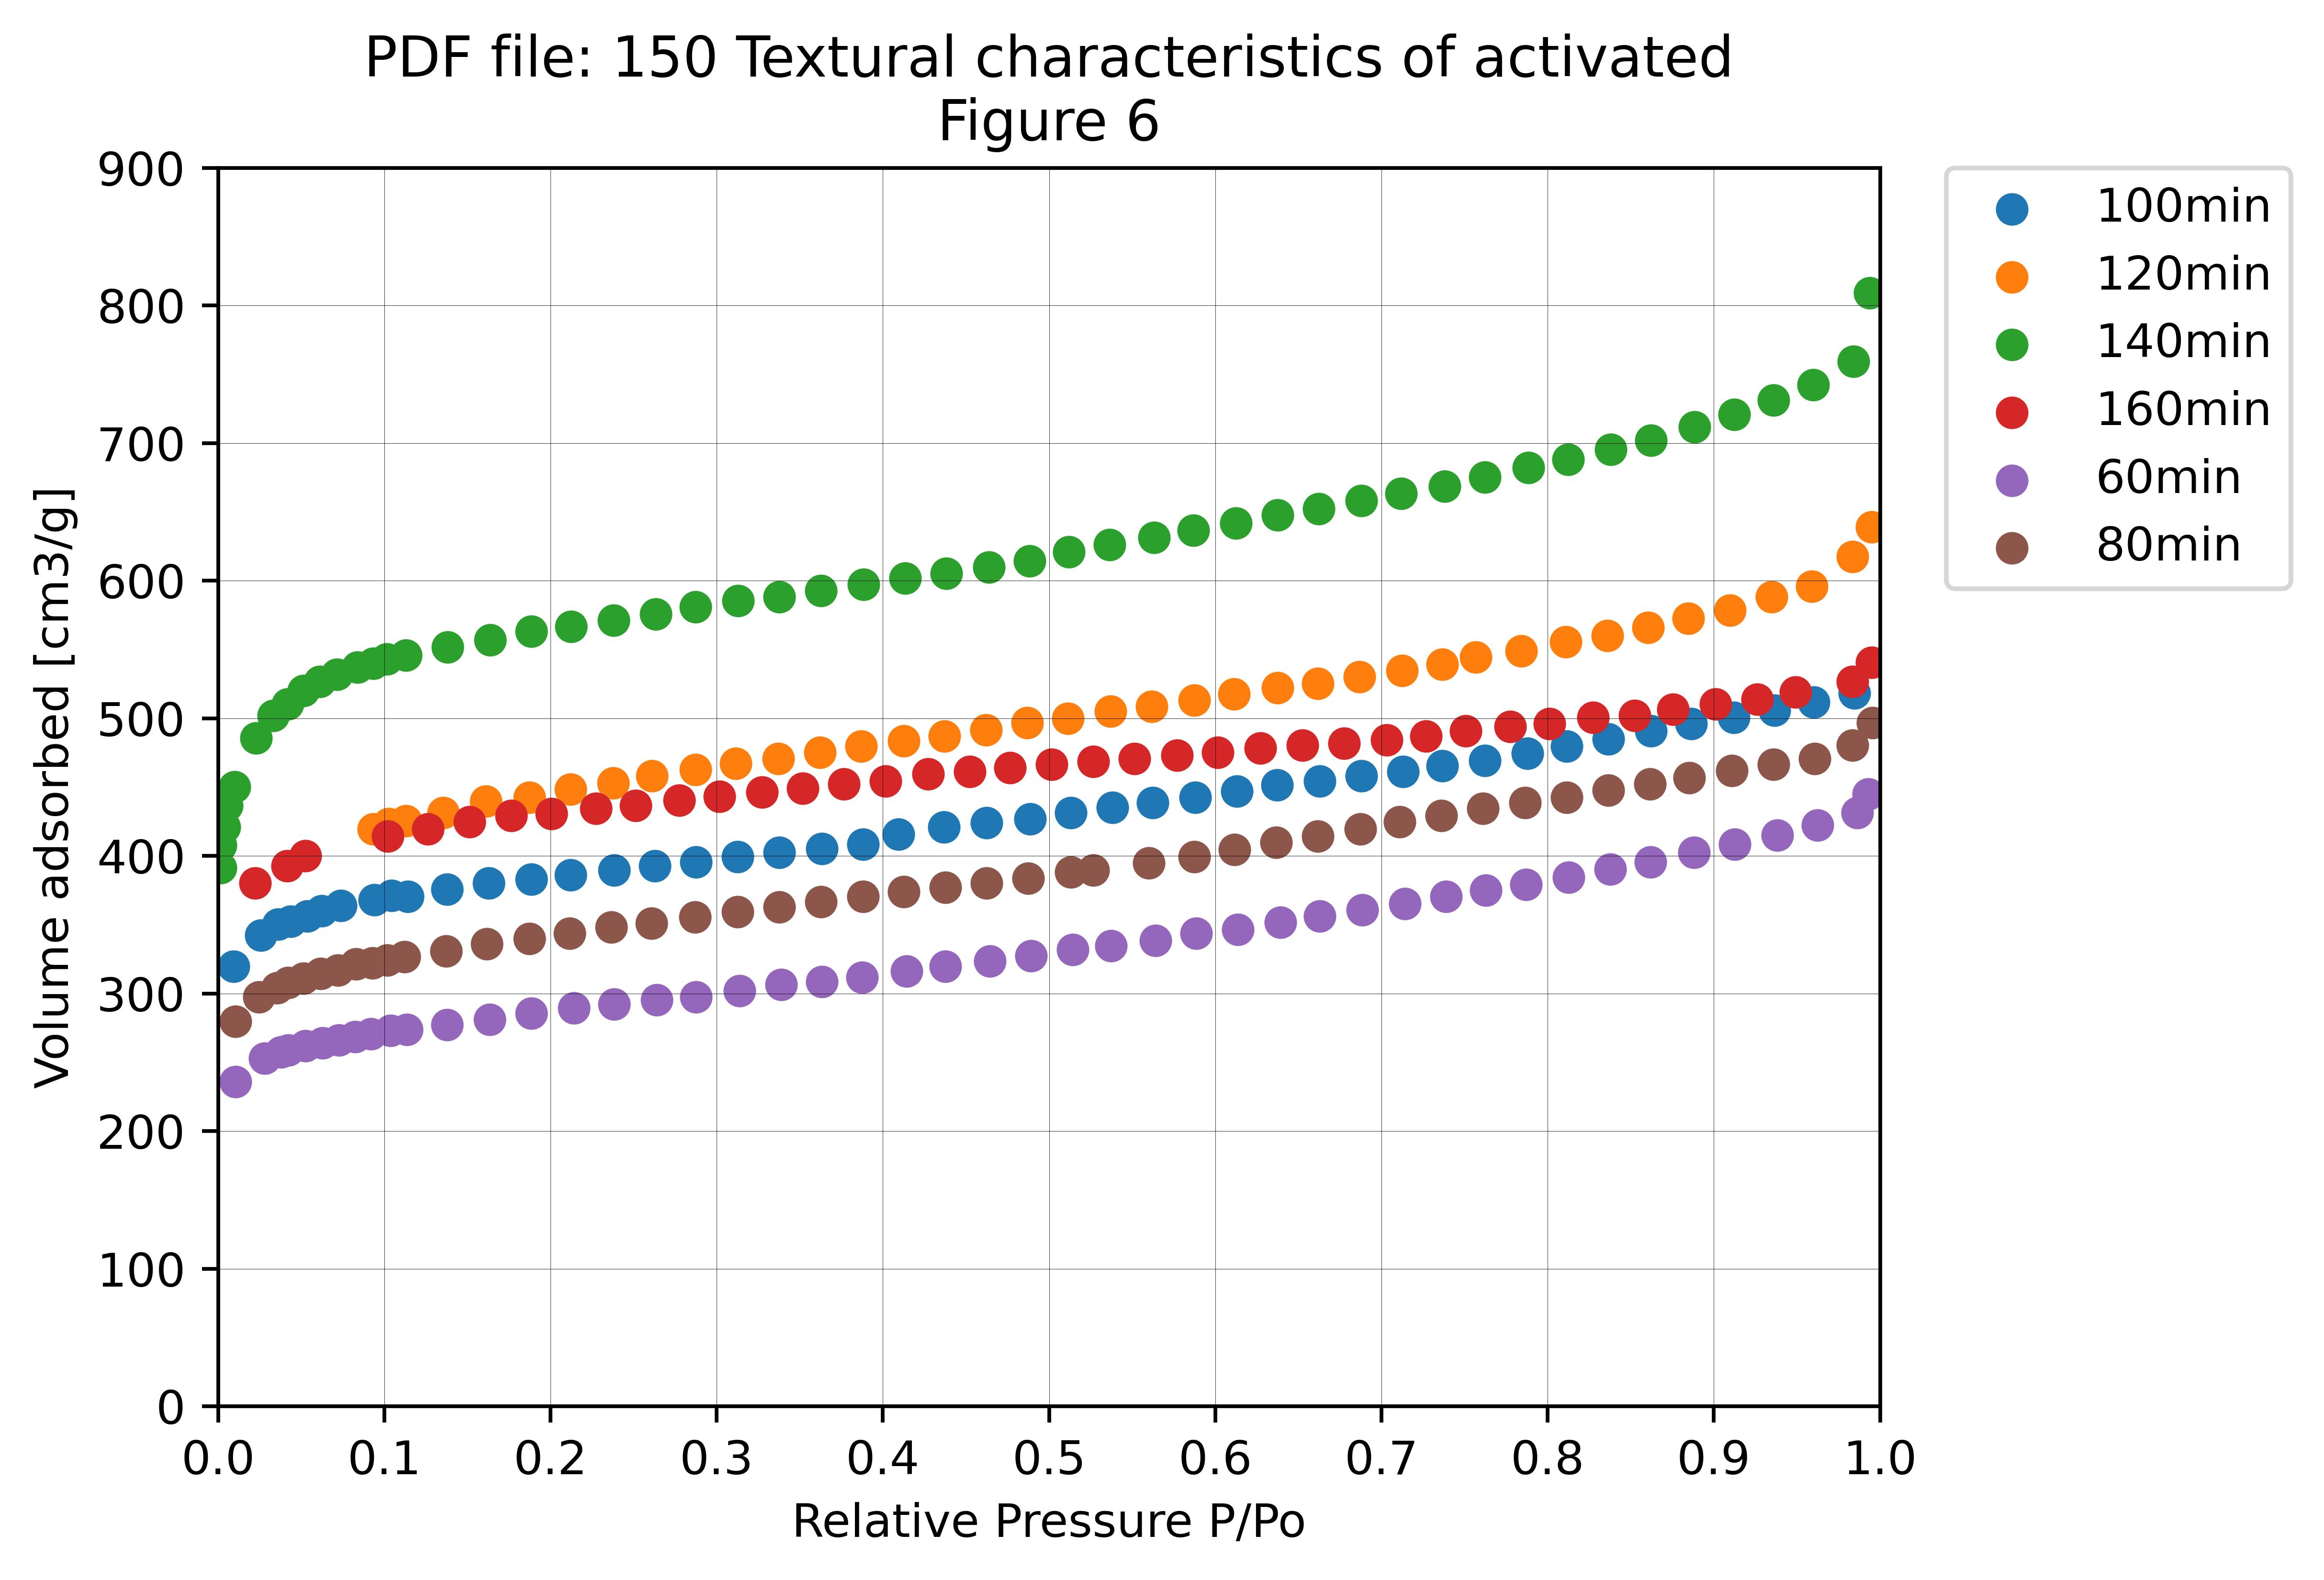 PDF file: 150 Textural characteristics of activated
Figure 6
900
800
700
600
500
400
300
200
100
0
Volume adsorbed [cm3/g]
0.0 0.1 0.2 0.3 0.4 0.5 0.6 0.7 0.8 0.9 1.0
Relative Pressure P/Po
100min
120min
140min
160min
60min
80min